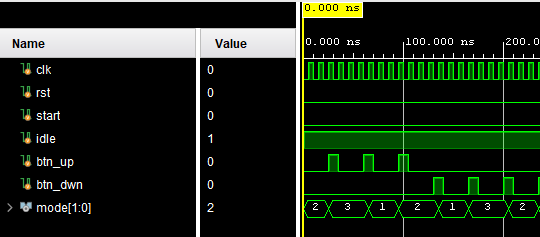 0.000 ns
Name Value 0.000 ns 100.000 ns 200.0
clk 0
rst 0
start 0
idle 1
btn_up 0
btn_dwn 0
mode[1:0] 2 2 3 1 2 1 3 2